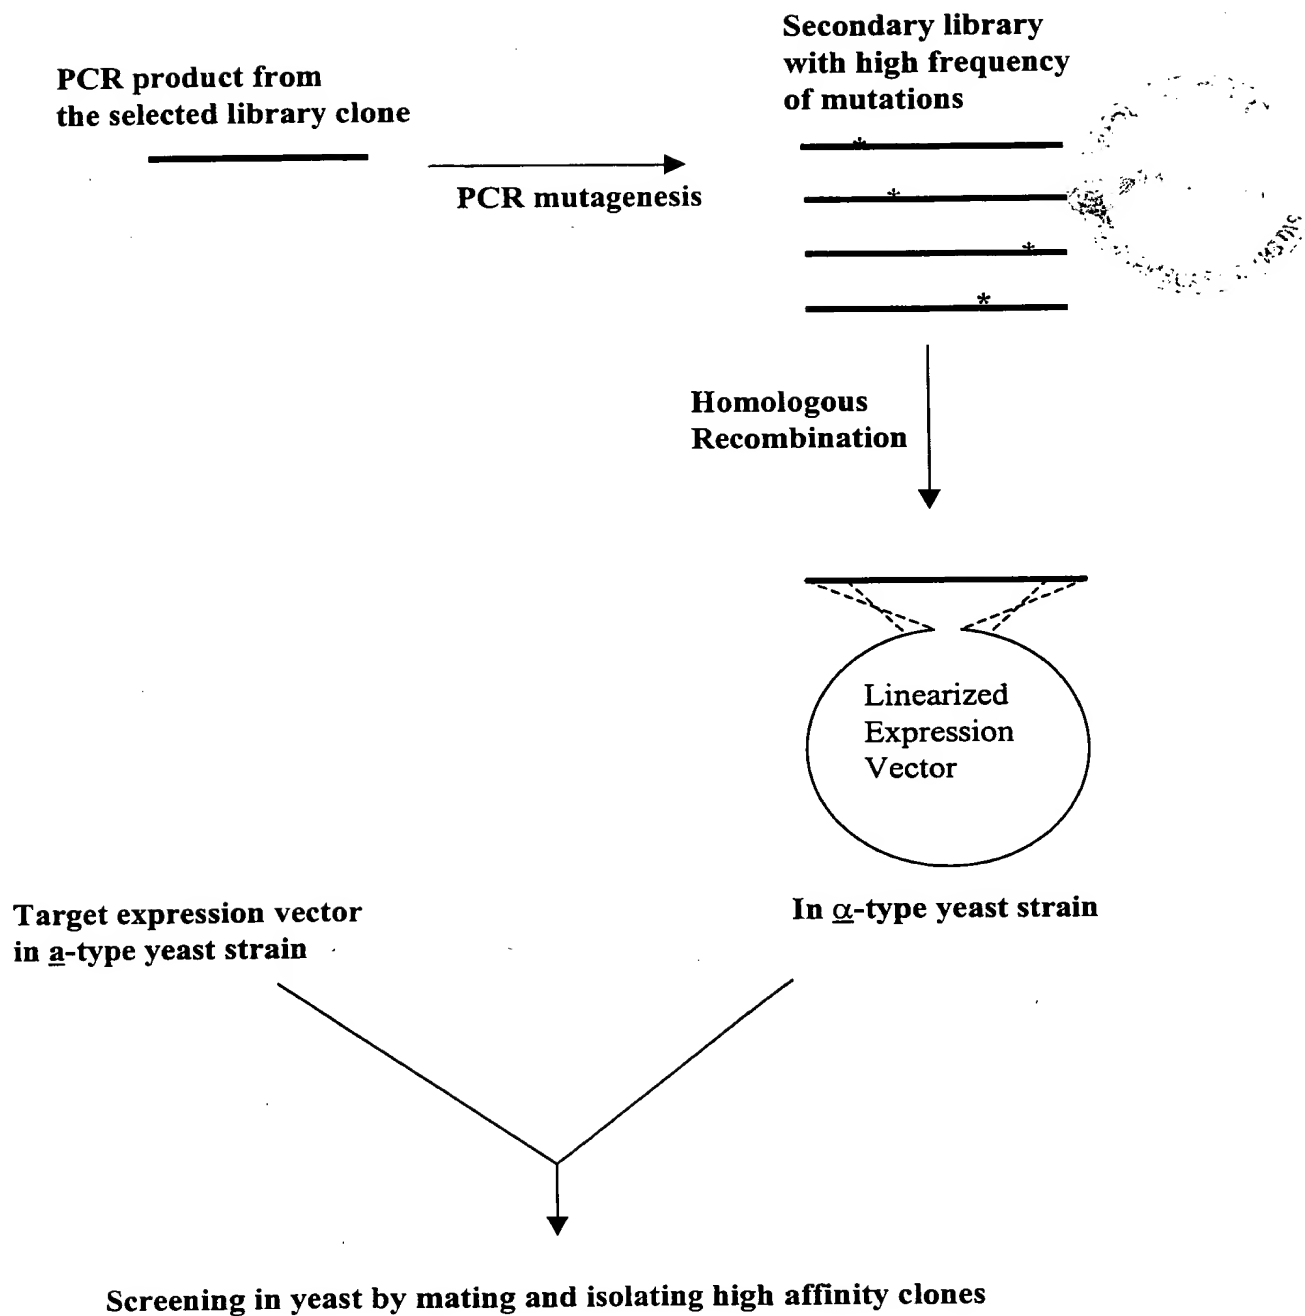 PCR product from
the selected library clone
PCR mutagenesis
Secondary library
with high frequency
of mutations
*
*
*
*
Homologous
Recombination
Linearized
Expression
Vector
In α-type yeast strain
Target expression vector
in a-type yeast strain
Screening in yeast by mating and isolating high affinity clones